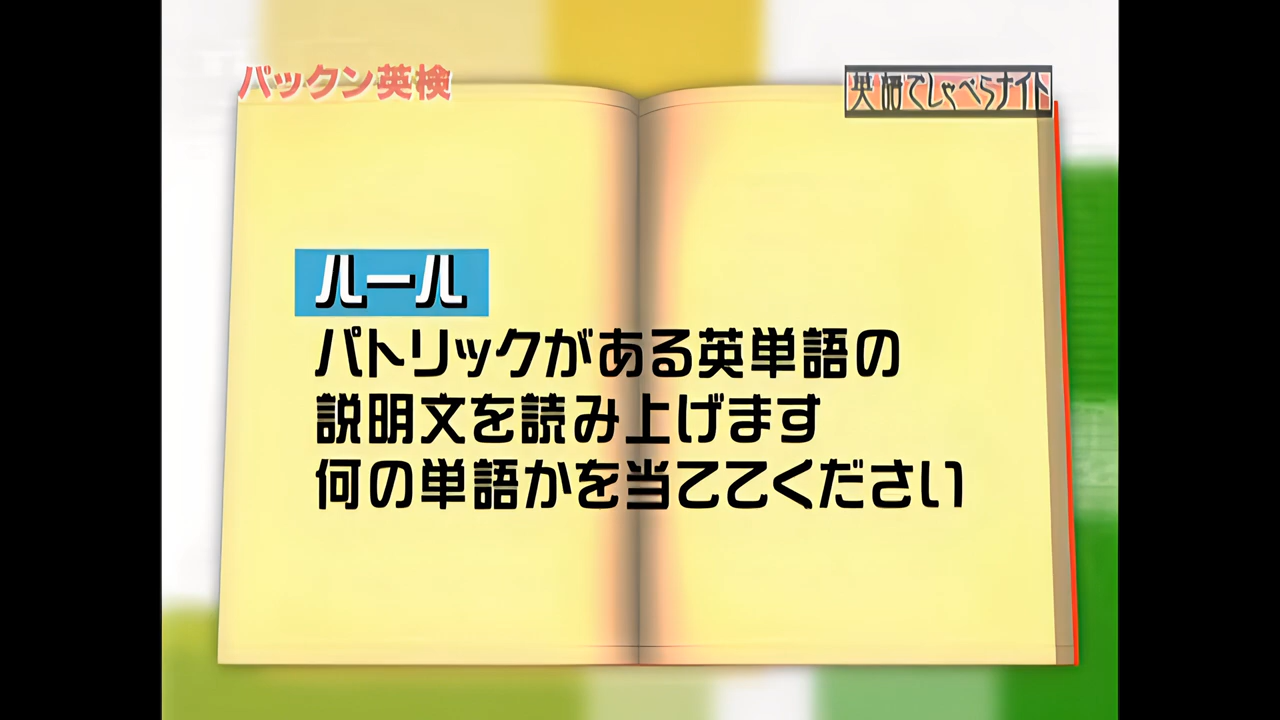 パックン英検
英語でしゃべらナイト
ルール
パトリックがある英単語の
説明文を読み上げます
何の単語かを当ててください